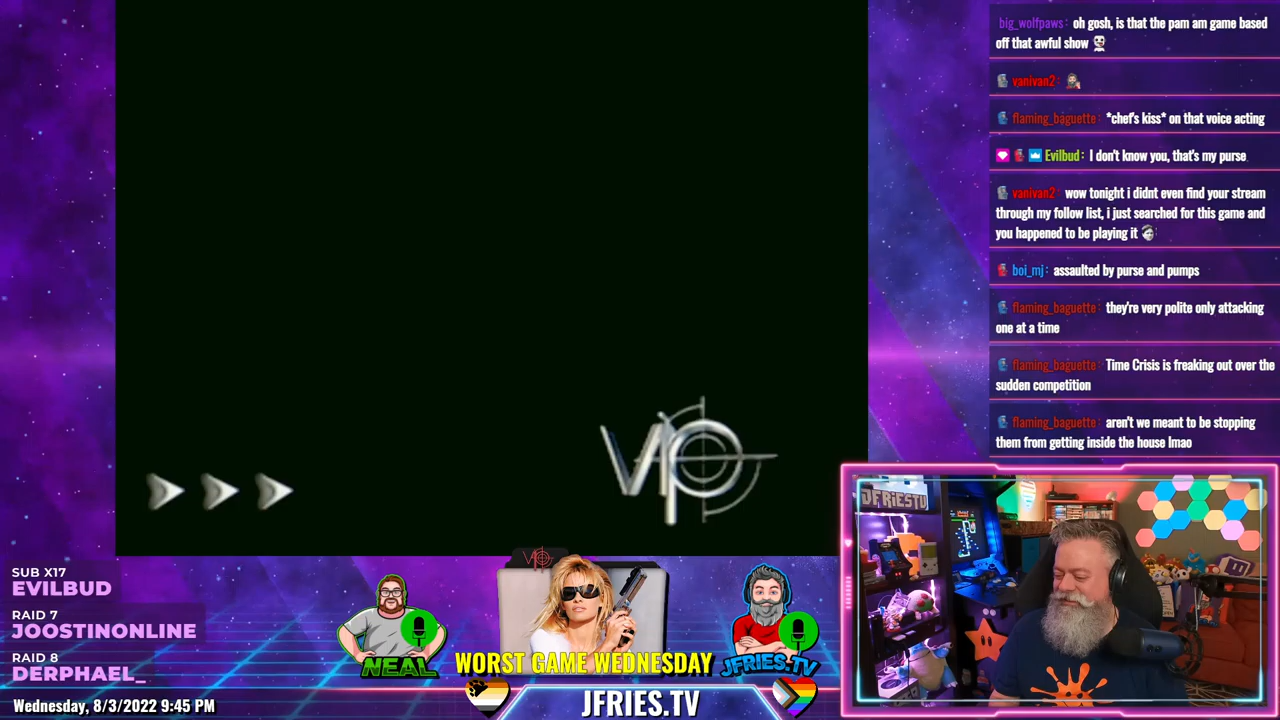 big_wolfpaws: oh gosh, is that the pam am game based
off that awful show
vanivan2:
flaming_baguette: *chef's kiss* on that voice acting
Evilbud: I don't know you, that's my purse
vanivan2: wow tonight i didnt even find your stream
through my follow list, i just searched for this game and
you happened to be playing it
boi_mj: assaulted by purse and pumps
flaming_baguette: they're very polite only attacking
one at a time
flaming_baguette: Time Crisis is freaking out over the
sudden competition
flaming_baguette: aren't we meant to be stopping
them from getting inside the house lmao
VIP
JFRIESTV
SUB X17
EVILBUD
RAID 7
JOOSTINONLINE
RAID 8
DERPHAEL_
Wednesday, 8/3/2022 9:45 PM
VIP
NEAL
WORST GAME WEDNESDAY
JFRIES.TV
JFRIES.TV